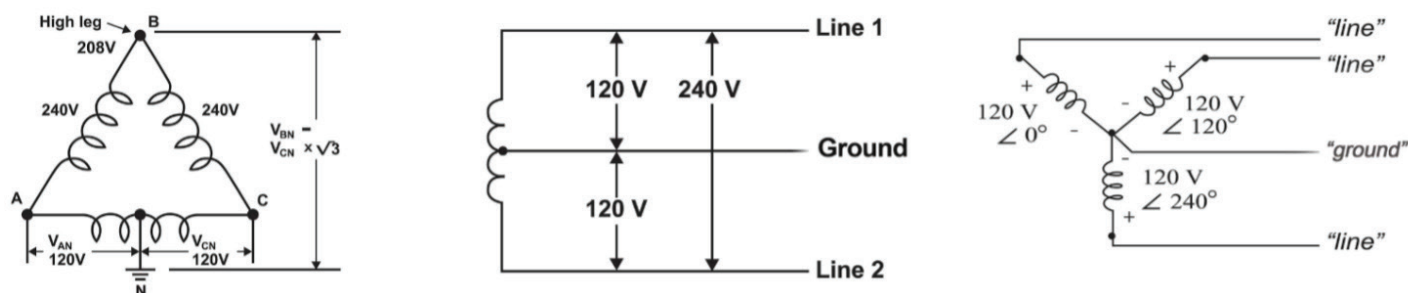 High leg
B
208V
240V
240V
V_BN =
V_CN × √3
A
C
V_AN
120V
V_CN
120V
N
Line 1
120 V
240 V
Ground
120 V
Line 2
"line"
"line"
+
+
120 V
∠ 0°
-
-
120 V
∠ 120°
"ground"
-
120 V
∠ 240°
+
"line"